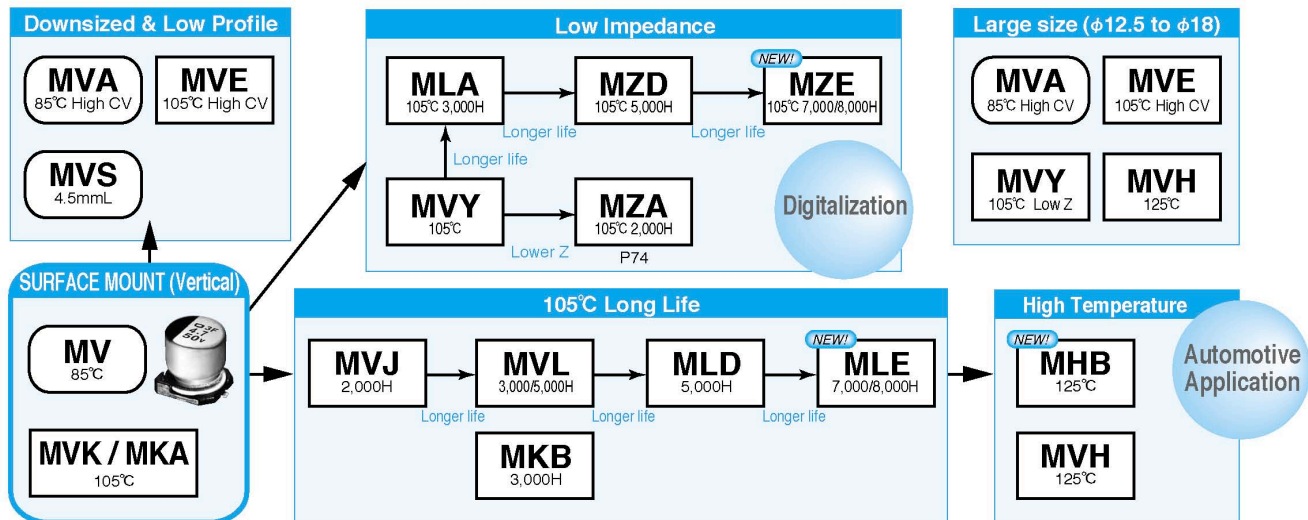 Downsized & Low Profile
MVA
85℃ High CV
MVE
105℃ High CV
MVS
4.5mmL
Low Impedance
MLA
105℃ 3,000H
Longer life
MZD
105℃ 5,000H
Longer life
NEW!
MZE
105℃ 7,000/8,000H
Longer life
MVY
105℃
Lower Z
MZA
105℃ 2,000H
P74
Digitalization
Large size (φ12.5 to φ18)
MVA
85℃ High CV
MVE
105℃ High CV
MVY
105℃ Low Z
MVH
125℃
SURFACE MOUNT (Vertical)
MV
85℃
3F
4.7
50v
MVK / MKA
105℃
105℃ Long Life
MVJ
2,000H
Longer life
MVL
3,000/5,000H
Longer life
MLD
5,000H
Longer life
NEW!
MLE
7,000/8,000H
MKB
3,000H
High Temperature
NEW!
MHB
125℃
MVH
125℃
Automotive
Application